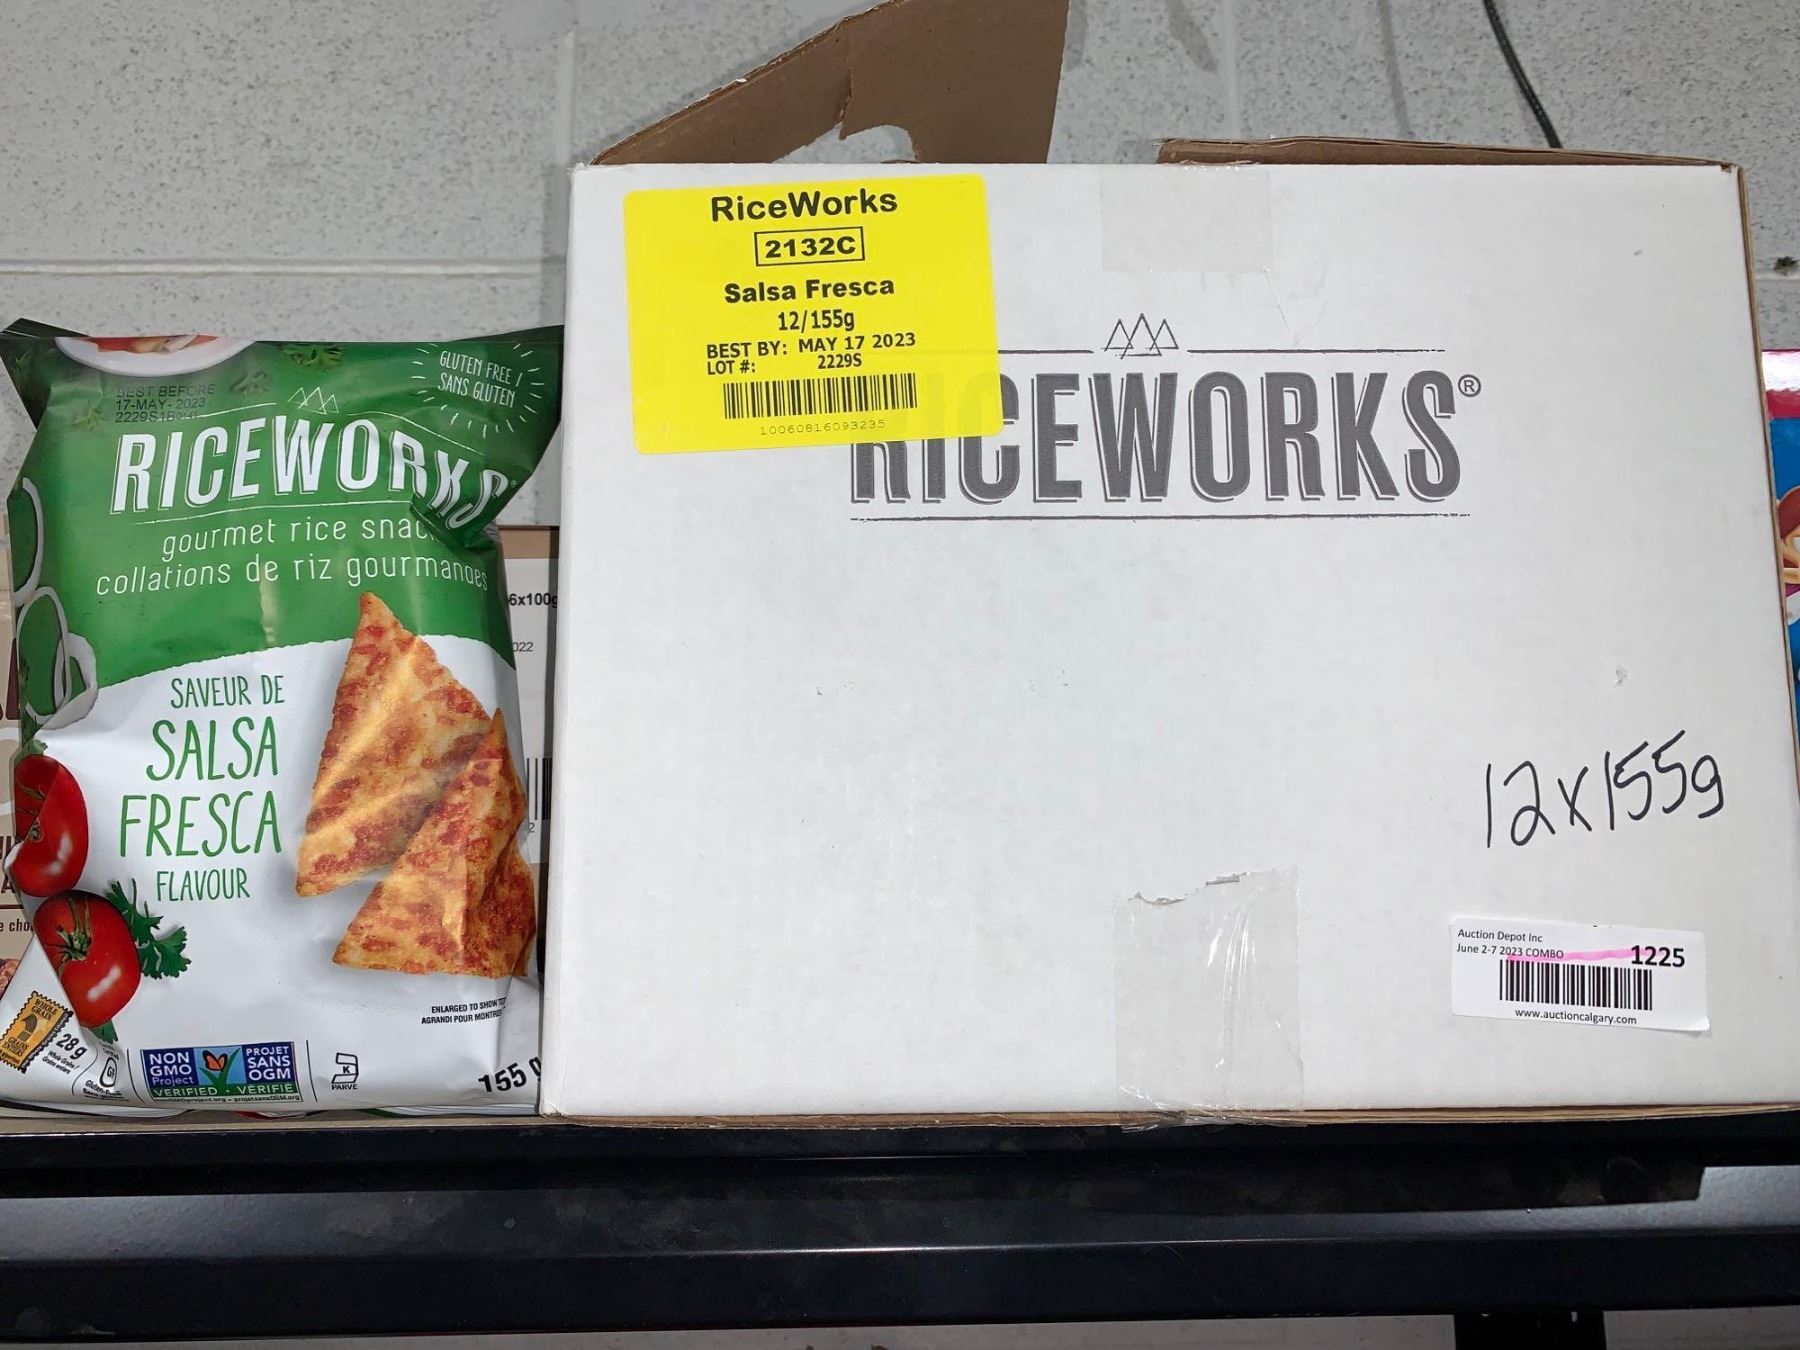 BEST BEFORE
17-MAY-2023
GLUTEN FREE /
SANS GLUTEN
RICEWORKS
gourmet rice
collations de riz gourmandes
SAVEUR DE
SALSA
FRESCA
FLAVOUR
ENLARGED TO SHOW
AGRANDI POUR
WHOLE
GRAIN
28g
GF
NON
GMO
Project
PROJET
SANS
OGM
VERIFIED • VÉRIFIÉ
K
PARVE
155 g
6x100g
RiceWorks
2132C
Salsa Fresca
12/155g
BEST BY: MAY 17 2023
LOT #: 2229S
10060816093235
RICEWORKS®
12x155g
Auction Depot Inc
June 2-7 2023 COMBO
1225
www.auctioncalgary.com